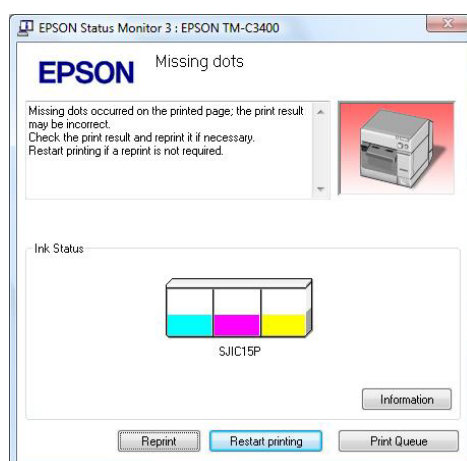 EPSON Status Monitor 3 : EPSON TM-C3400
EPSON
Missing dots
Missing dots occurred on the printed page; the print result
may be incorrect.
Check the print result and reprint it if necessary.
Restart printing if a reprint is not required.
Ink Status
SJIC15P
Information
Reprint
Restart printing
Print Queue